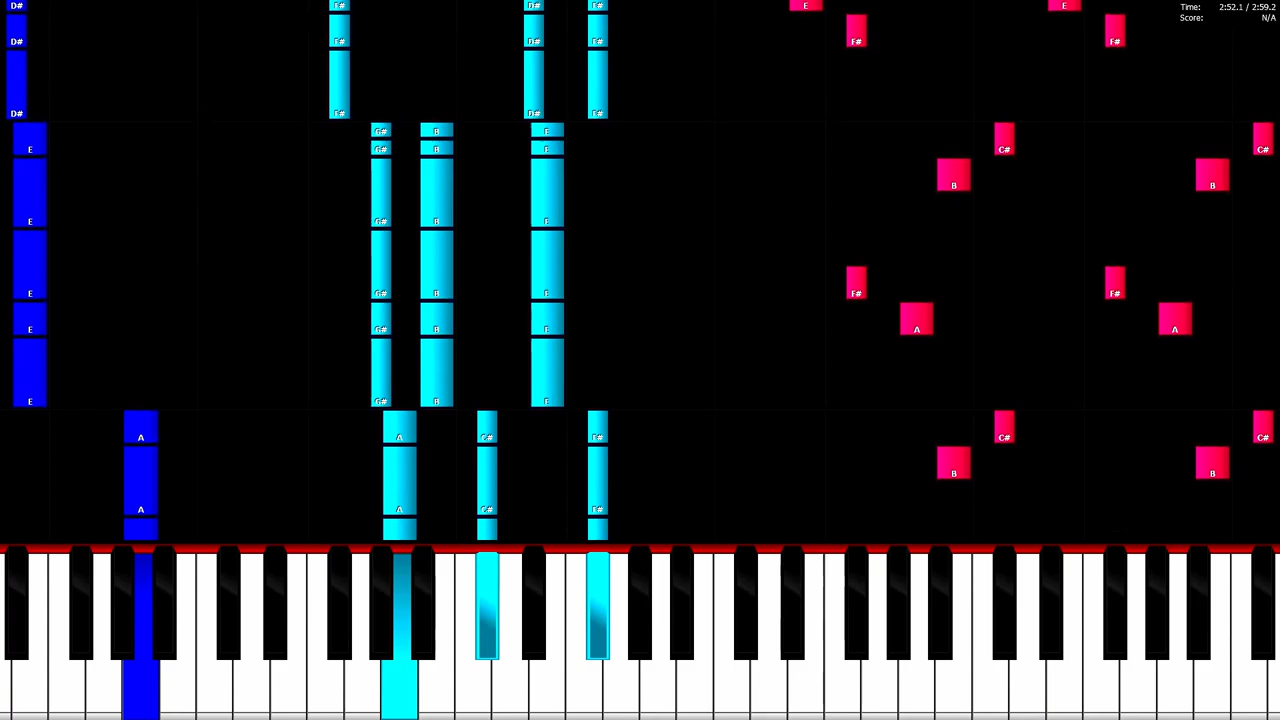 D# F# D# F# E E Time: 2:52.1 / 2:59.2
Score: N/A
D# F# D# F# F# F#
D# F# D# F#
E G# B E C# C#
B B
E G# B E
E G# B E
F# F#
E G# B E A A
E G# B E
A A C# F# C# C#
B B
A A C# F#